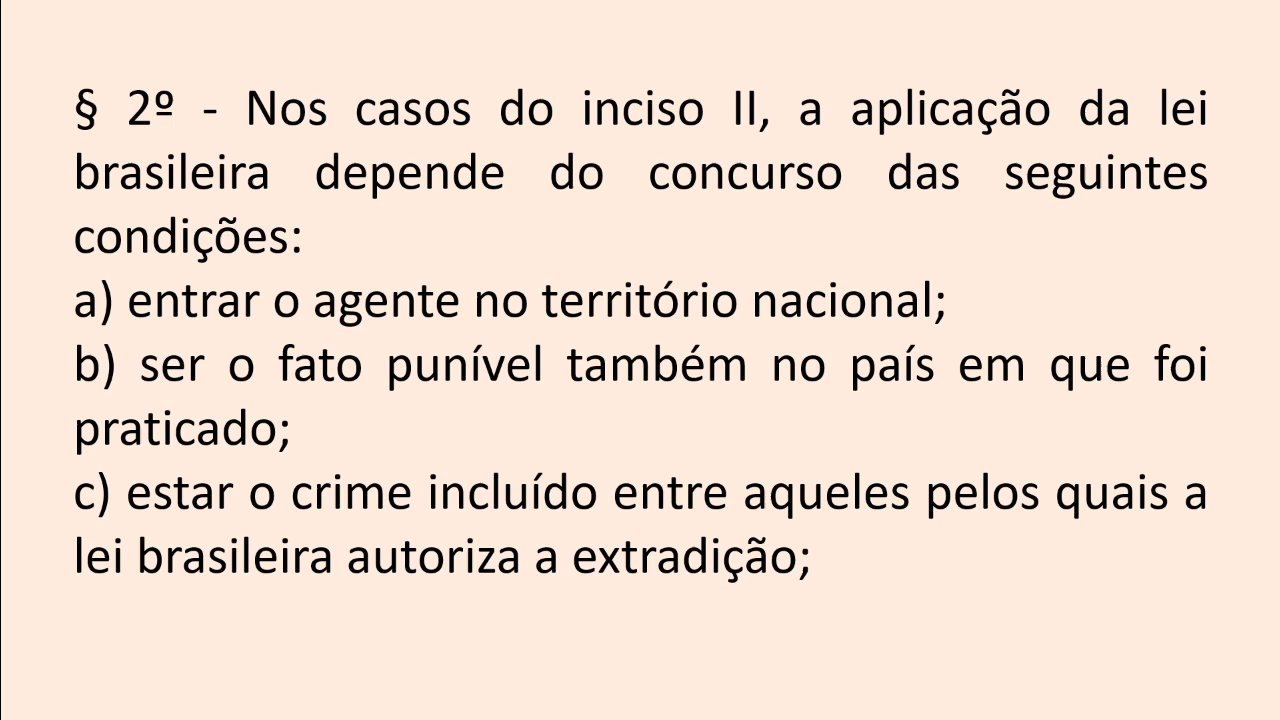 § 2º - Nos casos do inciso II, a aplicação da lei
brasileira depende do concurso das seguintes
condições:
a) entrar o agente no território nacional;
b) ser o fato punível também no país em que foi
praticado;
c) estar o crime incluído entre aqueles pelos quais a
lei brasileira autoriza a extradição;